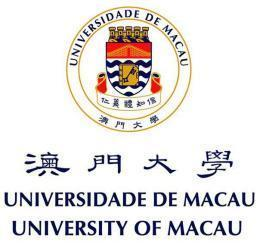 UNIVERSIDADE DE MACAU
仁義禮知信
澳門大學
澳門大學
UNIVERSIDADE DE MACAU
UNIVERSITY OF MACAU